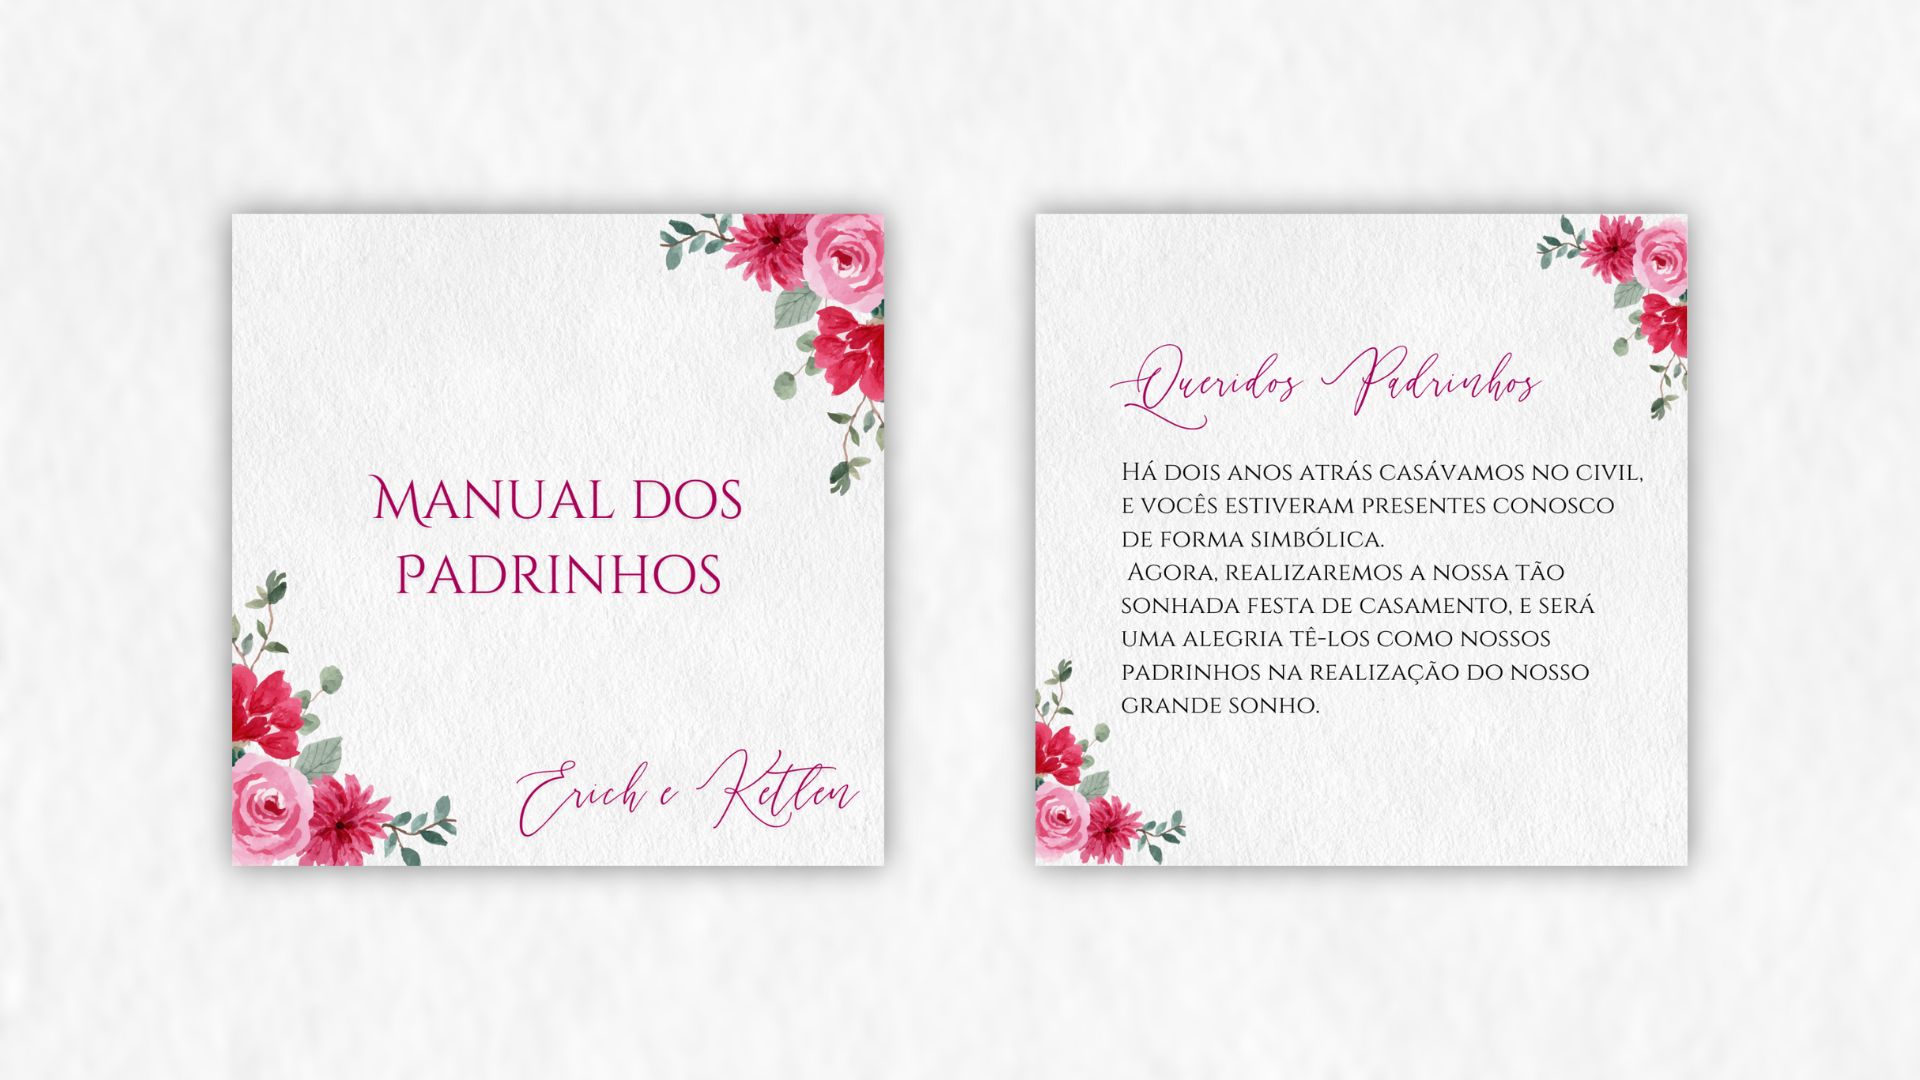 Manual dos
Padrinhos
Erich e Ketlen
Queridos Padrinhos
Há dois anos atrás casávamos no civil,
e vocês estiveram presentes conosco
de forma simbólica.
Agora, realizaremos a nossa tão
sonhada festa de casamento, e será
uma alegria tê-los como nossos
padrinhos na realização do nosso
grande sonho.